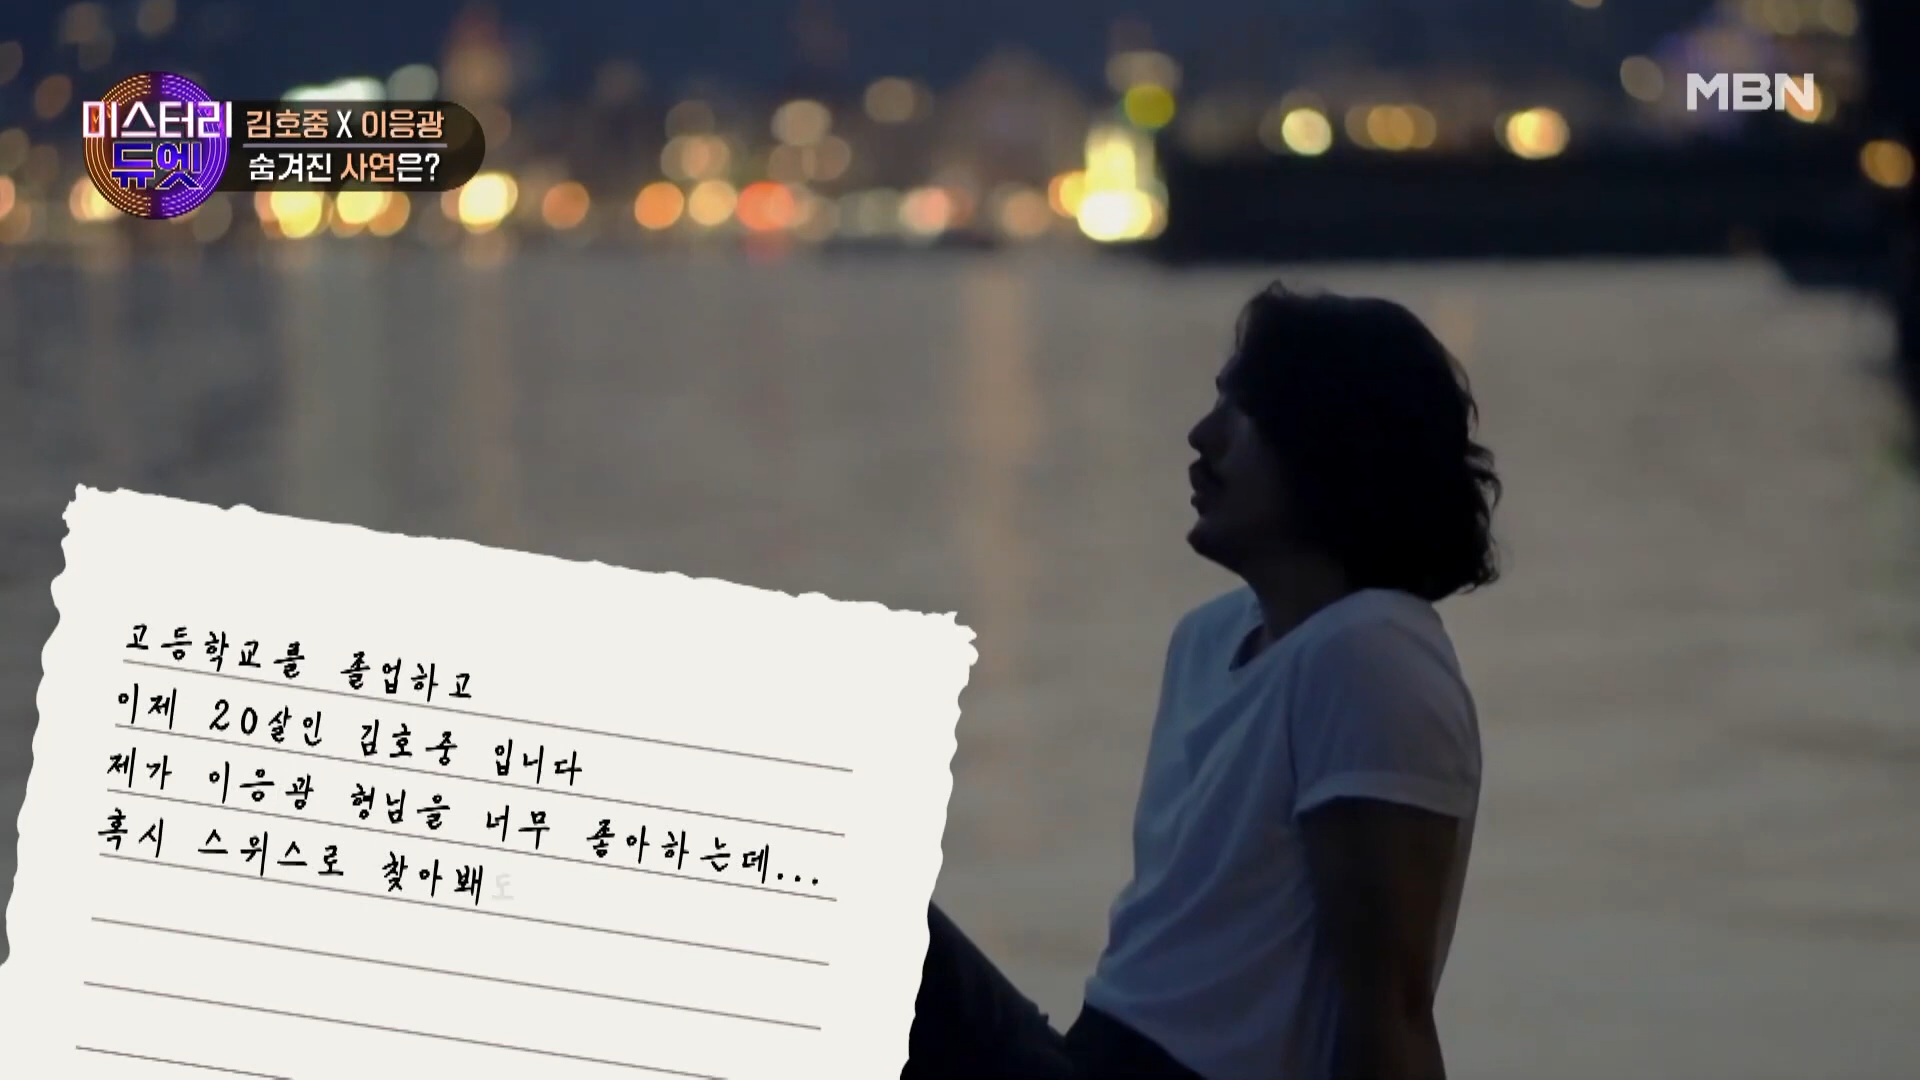 미스터리
듀엣
김호중 X 이응광
숨겨진 사연은?
MBN
고등학교를 졸업하고
이제 20살인 김호중 입니다
제가 이응광 형님을 너무 좋아하는데...
혹시 스위스로 찾아봬도